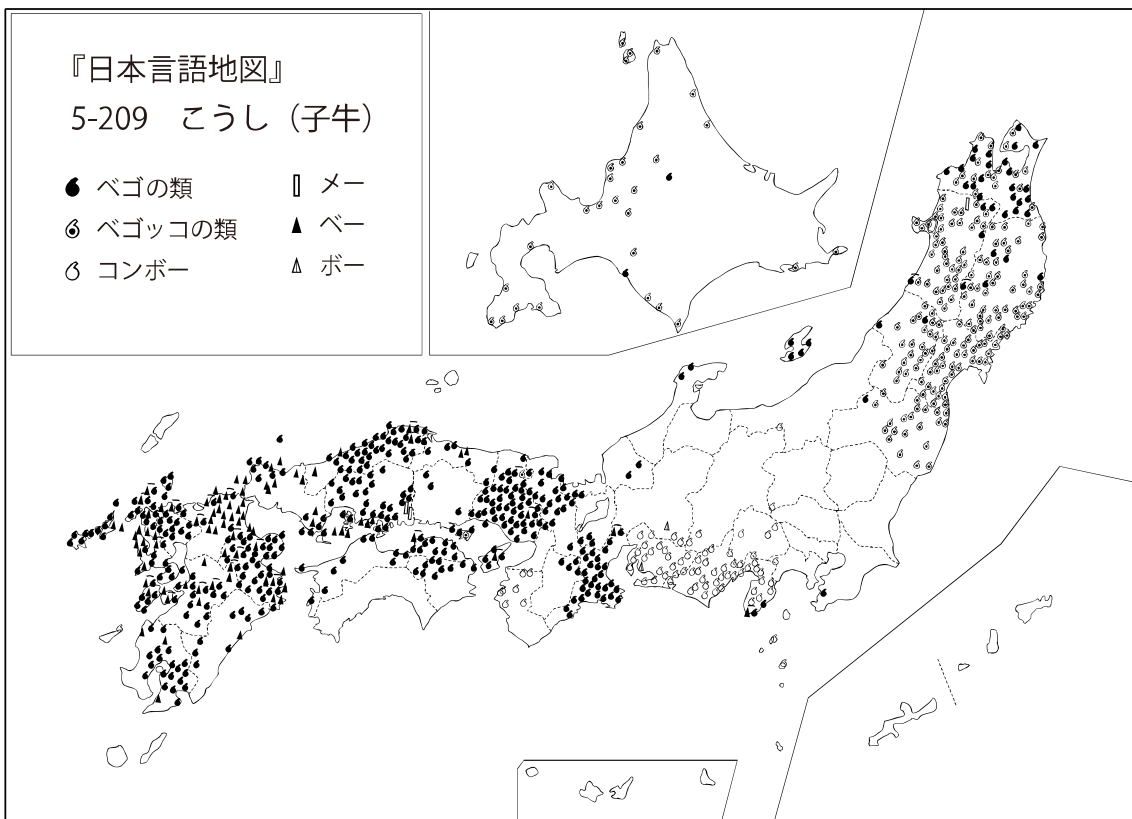 『日本言語地図』
5-209　こうし（子牛）
ベゴの類
ベゴッコの類
コンボー
メー
ベー
ボー